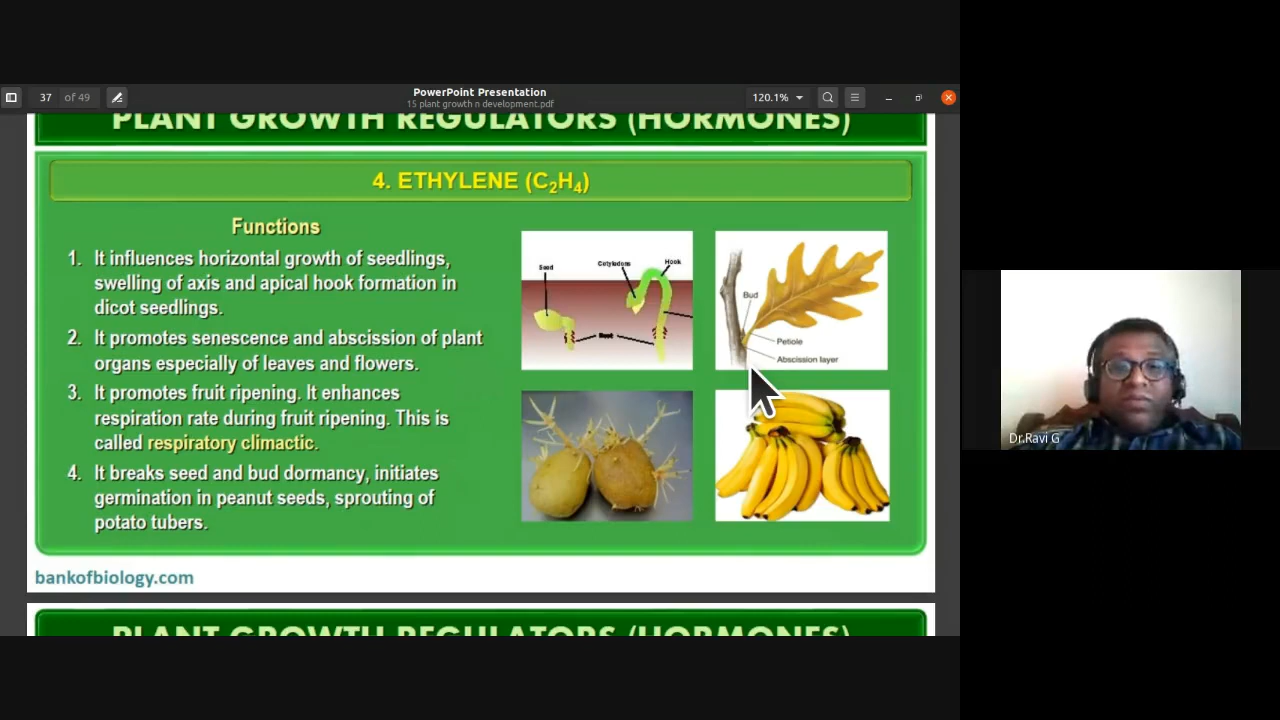 37 of 49
PowerPoint Presentation
15 plant growth n development.pdf
120.1%
PLANT GROWTH REGULATORS (HORMONES)
4. ETHYLENE (C₂H₄)
Functions
1. It influences horizontal growth of seedlings,
swelling of axis and apical hook formation in
dicot seedlings.
2. It promotes senescence and abscission of plant
organs especially of leaves and flowers.
3. It promotes fruit ripening. It enhances
respiration rate during fruit ripening. This is
called respiratory climactic.
4. It breaks seed and bud dormancy, initiates
germination in peanut seeds, sprouting of
potato tubers.
Seed
Cotyledons
Hook
Root
Bud
Petiole
Abscission layer
bankofbiology.com
PLANT GROWTH REGULATORS (HORMONES)
Dr.Ravi G